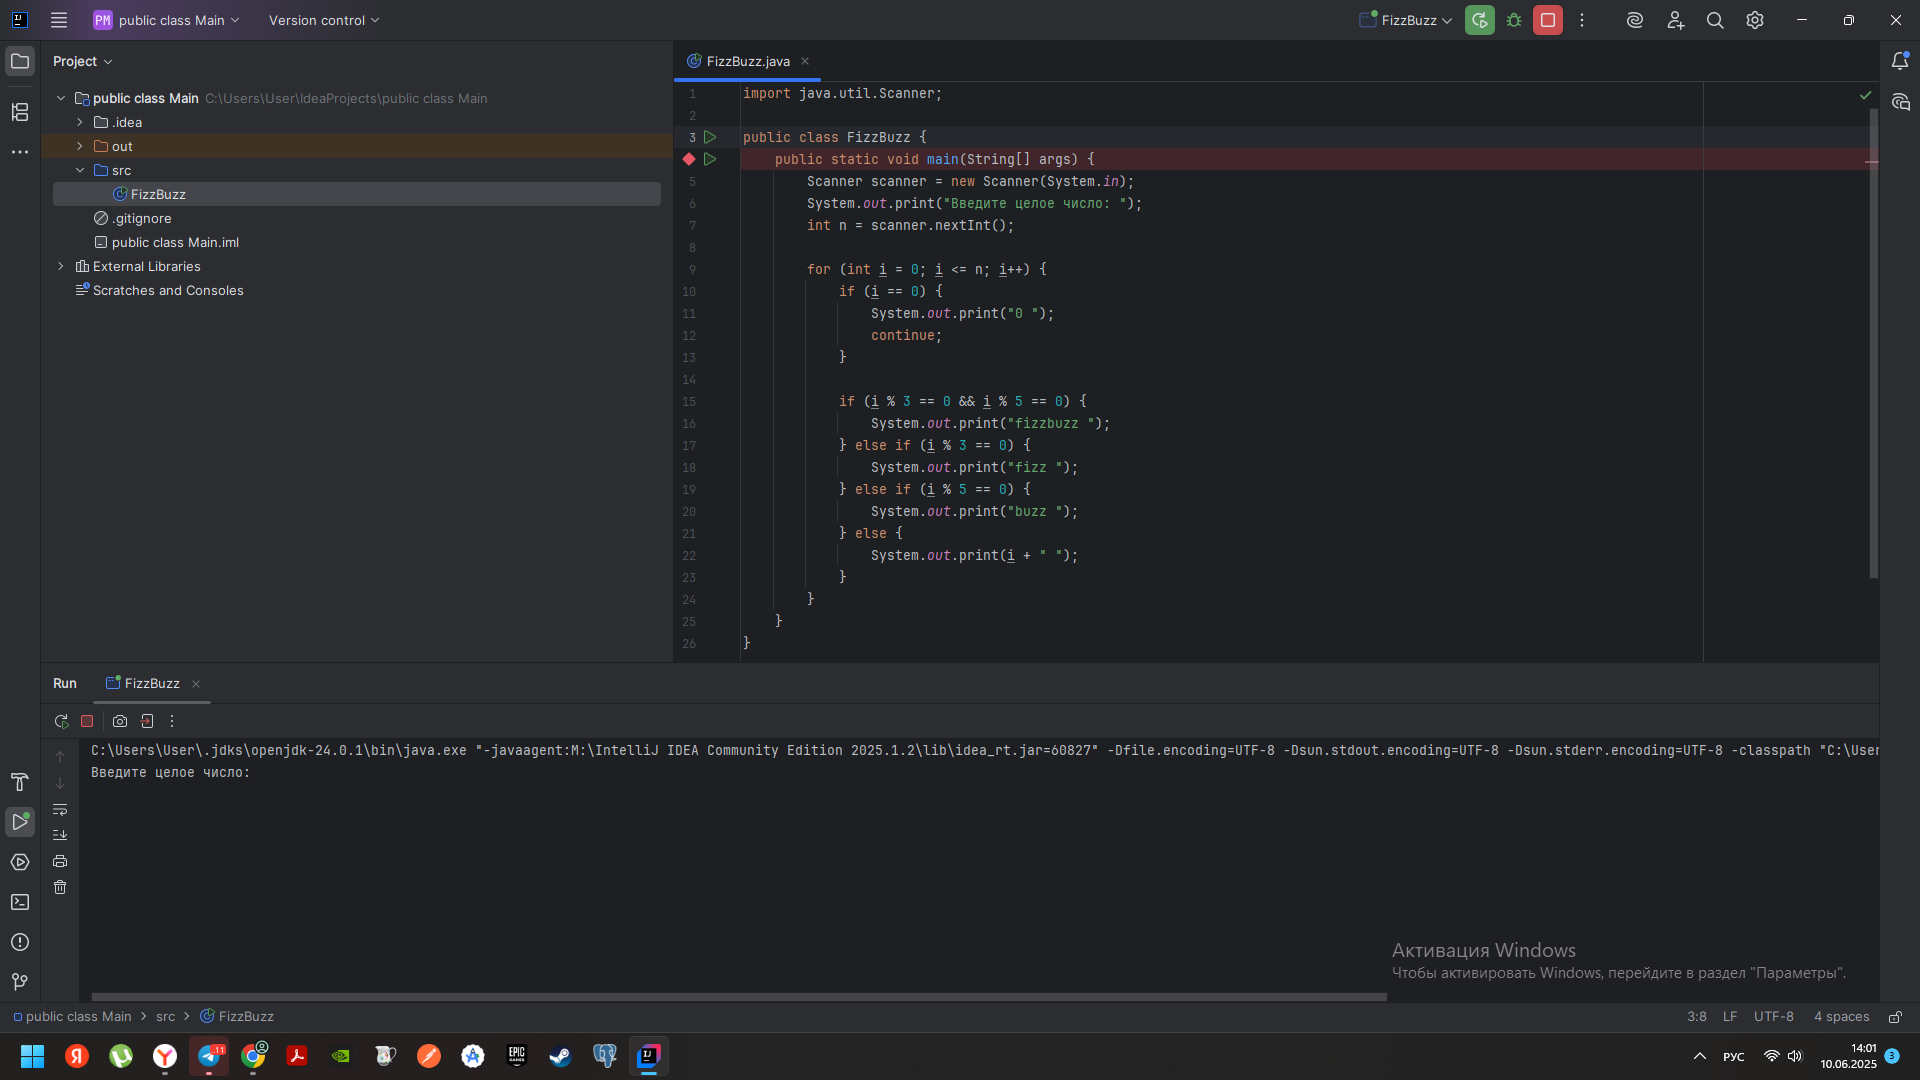 PM public class Main
Version control
FizzBuzz
Project
FizzBuzz.java
public class Main C:\Users\User\IdeaProjects\public class Main
.idea
out
src
FizzBuzz
.gitignore
public class Main.iml
External Libraries
Scratches and Consoles
1 import java.util.Scanner;
2
3 public class FizzBuzz {
public static void main(String[] args) {
5 Scanner scanner = new Scanner(System.in);
6 System.out.print("Введите целое число: ");
7 int n = scanner.nextInt();
8
9 for (int i = 0; i <= n; i++) {
10 if (i == 0) {
11 System.out.print("0 ");
12 continue;
13 }
14
15 if (i % 3 == 0 && i % 5 == 0) {
16 System.out.print("fizzbuzz ");
17 } else if (i % 3 == 0) {
18 System.out.print("fizz ");
19 } else if (i % 5 == 0) {
20 System.out.print("buzz ");
21 } else {
22 System.out.print(i + " ");
23 }
24 }
25 }
26 }
Run FizzBuzz
C:\Users\User\.jdks\openjdk-24.0.1\bin\java.exe "-javaagent:M:\IntelliJ IDEA Community Edition 2025.1.2\lib\idea_rt.jar=60827" -Dfile.encoding=UTF-8 -Dsun.stdout.encoding=UTF-8 -Dsun.stderr.encoding=UTF-8 -classpath "C:\User
Введите целое число:
Активация Windows
Чтобы активировать Windows, перейдите в раздел "Параметры".
public class Main > src > FizzBuzz
3:8 LF UTF-8 4 spaces
Я
Y
11
EPIC GAMES
IJ
РУС
14:01
10.06.2025
3